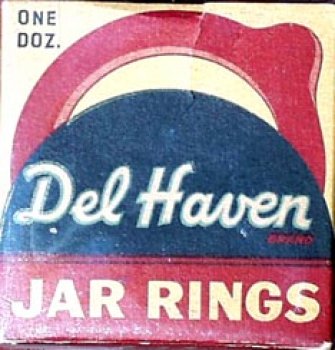 ONE
DOZ.
Del Haven
BRAND
JAR RINGS